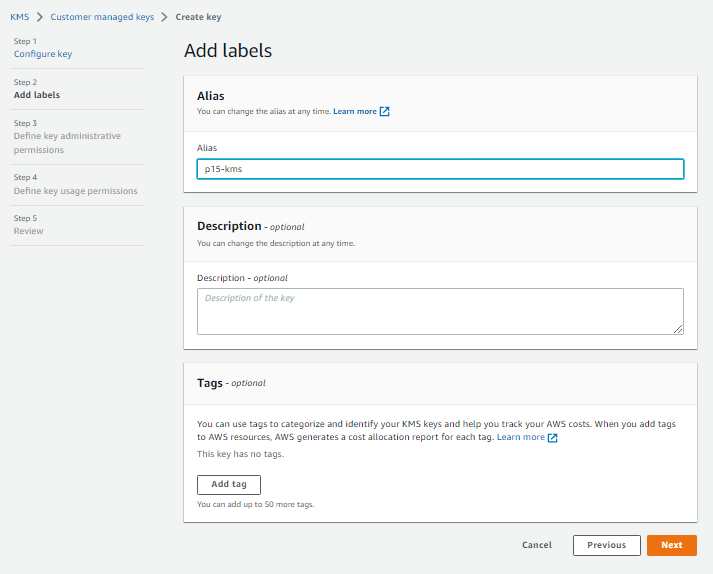 KMS > Customer managed keys > Create key
Step 1
Configure key
Step 2
Add labels
Step 3
Define key administrative
permissions
Step 4
Define key usage permissions
Step 5
Review
Add labels
Alias
You can change the alias at any time. Learn more
Alias
p15-kms
Description - optional
You can change the description at any time.
Description - optional
Description of the key
Tags - optional
You can use tags to categorize and identify your KMS keys and help you track your AWS costs. When you add tags
to AWS resources, AWS generates a cost allocation report for each tag. Learn more
This key has no tags.
Add tag
You can add up to 50 more tags.
Cancel
Previous
Next